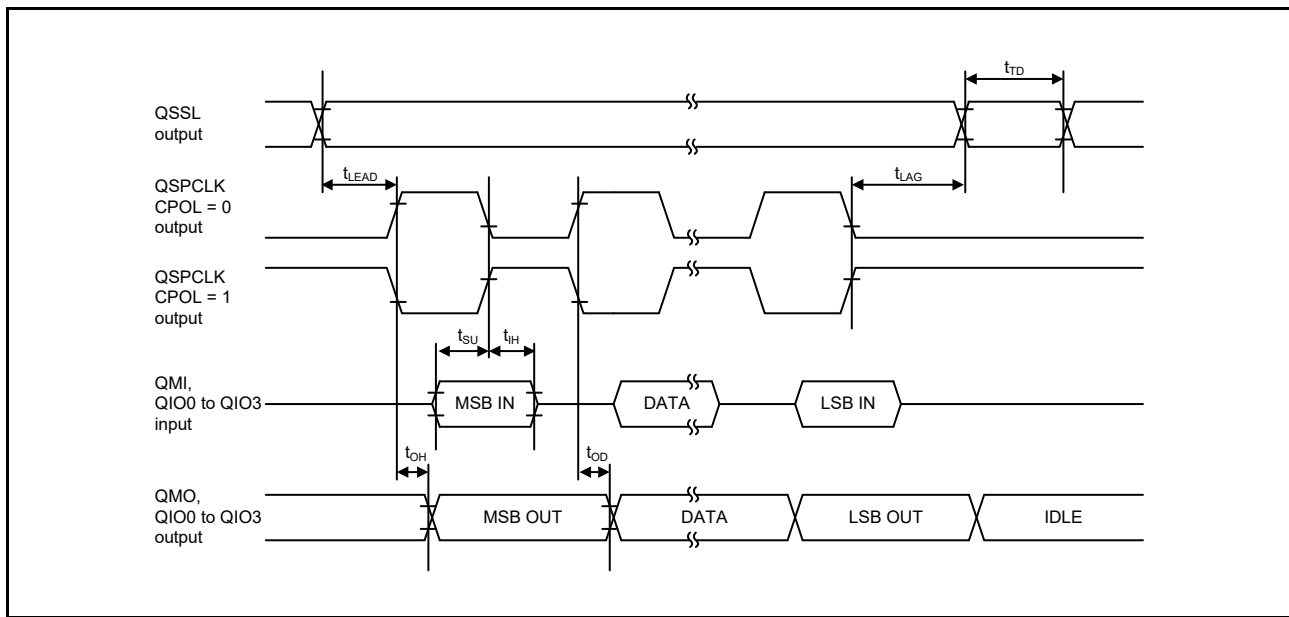 tTD
QSSL
output
tLEAD
tLAG
QSPCLK
CPOL = 0
output
QSPCLK
CPOL = 1
output
tSU
tIH
QMI,
QIO0 to QIO3
input
MSB IN
DATA
LSB IN
tOH
tOD
QMO,
QIO0 to QIO3
output
MSB OUT
DATA
LSB OUT
IDLE